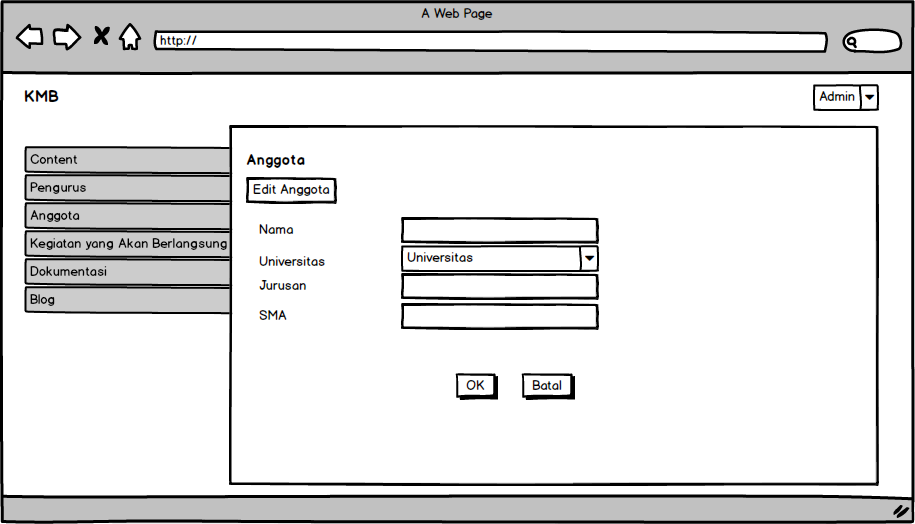 A Web Page
http://
KMB
Admin
Content
Pengurus
Anggota
Kegiatan yang Akan Berlangsung
Dokumentasi
Blog
Anggota
Edit Anggota
Nama
Universitas
Universitas
Jurusan
SMA
OK
Batal